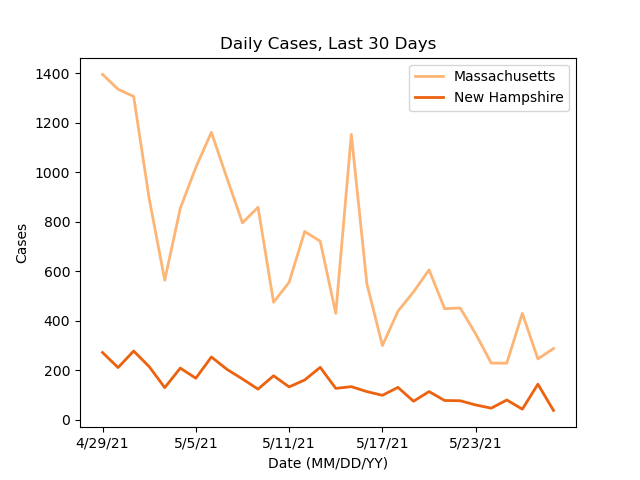 Daily Cases, Last 30 Days
Massachusetts
New Hampshire
1400
1200
1000
800
600
400
200
0
Cases
4/29/21 5/5/21 5/11/21 5/17/21 5/23/21
Date (MM/DD/YY)